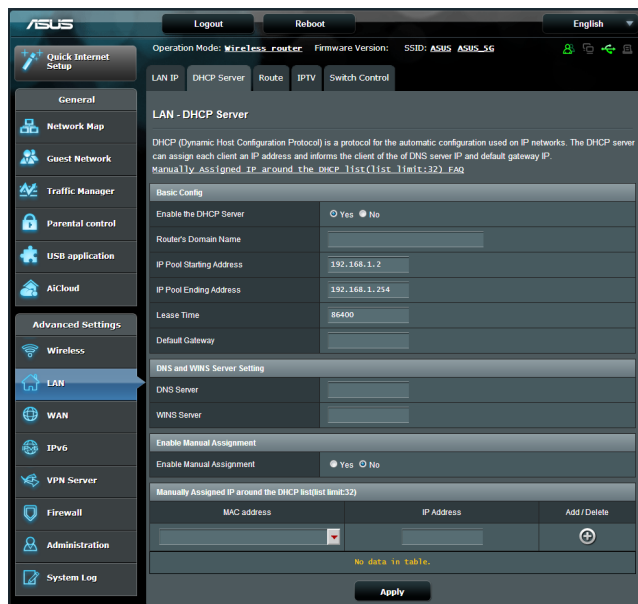 ASUS
Logout
Reboot
English
Quick Internet Setup
Operation Mode: Wireless router Firmware Version: SSID: ASUS ASUS_5G
LAN IP
DHCP Server
Route
IPTV
Switch Control
General
Network Map
Guest Network
Traffic Manager
Parental control
USB application
AiCloud
Advanced Settings
Wireless
LAN
WAN
IPv6
VPN Server
Firewall
Administration
System Log
LAN - DHCP Server
DHCP (Dynamic Host Configuration Protocol) is a protocol for the automatic configuration used on IP networks. The DHCP server
can assign each client an IP address and informs the client of the of DNS server IP and default gateway IP.
Manually Assigned IP around the DHCP list(list limit:32) FAQ
Basic Config
Enable the DHCP Server Yes No
Router's Domain Name
IP Pool Starting Address 192.168.1.2
IP Pool Ending Address 192.168.1.254
Lease Time 86400
Default Gateway
DNS and WINS Server Setting
DNS Server
WINS Server
Enable Manual Assignment
Enable Manual Assignment Yes No
Manually Assigned IP around the DHCP list(list limit:32)
MAC address IP Address Add / Delete
No data in table.
Apply